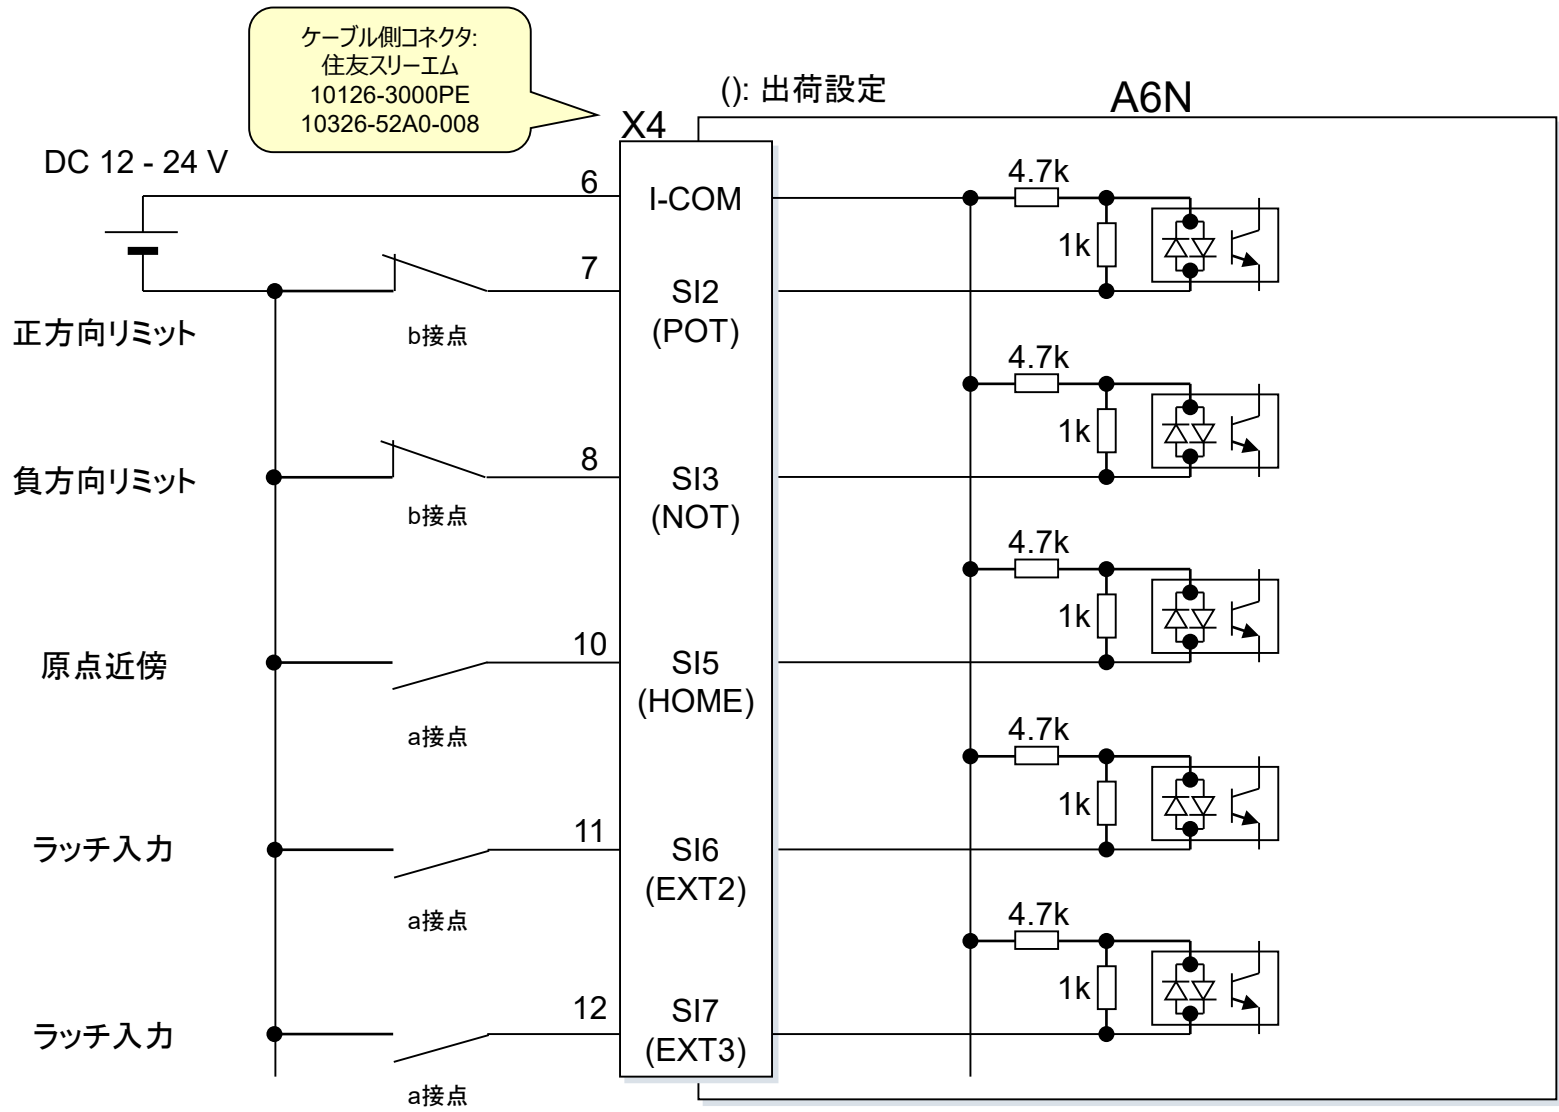 ケーブル側コネクタ:
住友スリーエム
10126-3000PE
10326-52A0-008
(): 出荷設定
A6N
X4
DC 12 - 24 V
6
I-COM
4.7k
1k
7
SI2
(POT)
正方向リミット
b接点
4.7k
1k
8
SI3
(NOT)
負方向リミット
b接点
4.7k
1k
10
SI5
(HOME)
原点近傍
a接点
4.7k
1k
11
SI6
(EXT2)
ラッチ入力
a接点
4.7k
1k
12
SI7
(EXT3)
ラッチ入力
a接点